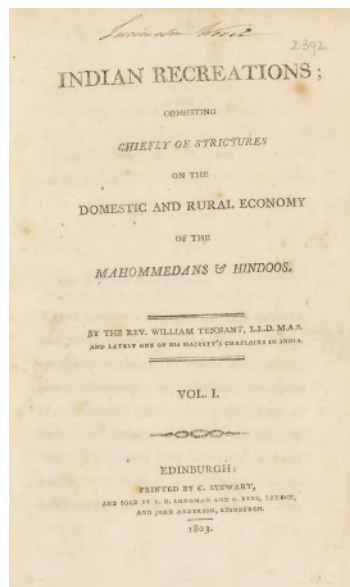 2392
INDIAN RECREATIONS;
CONSISTING
CHIEFLY OF STRICTURES
ON THE
DOMESTIC AND RURAL ECONOMY
OF THE
MAHOMMEDANS & HINDOOS.
BY THE REV. WILLIAM TENNANT, L.L.D. M.A.S.
AND LATELY ONE OF HIS MAJESTY'S CHAPLAINS IN INDIA.
VOL. I.
EDINBURGH:
PRINTED BY C. STEWART,
AND SOLD BY T. N. LONGMAN AND O. REES, LONDON,
AND JOHN ANDERSON, EDINBURGH.
1803.